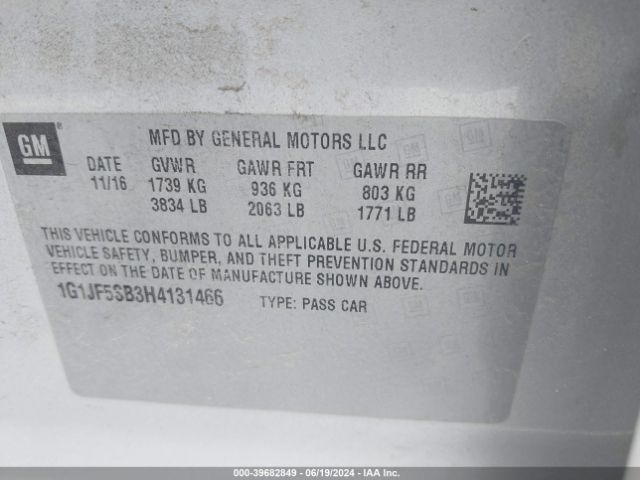 GM ®
MFD BY GENERAL MOTORS LLC
DATE GVWR GAWR FRT GAWR RR
11/16 1739 KG 936 KG 803 KG
3834 LB 2063 LB 1771 LB
THIS VEHICLE CONFORMS TO ALL APPLICABLE U.S. FEDERAL MOTOR
VEHICLE SAFETY, BUMPER, AND THEFT PREVENTION STANDARDS IN
EFFECT ON THE DATE OF MANUFACTURE SHOWN ABOVE.
1G1JF5SB3H4131466 TYPE: PASS CAR
000-39682849 - 06/19/2024 - IAA Inc.